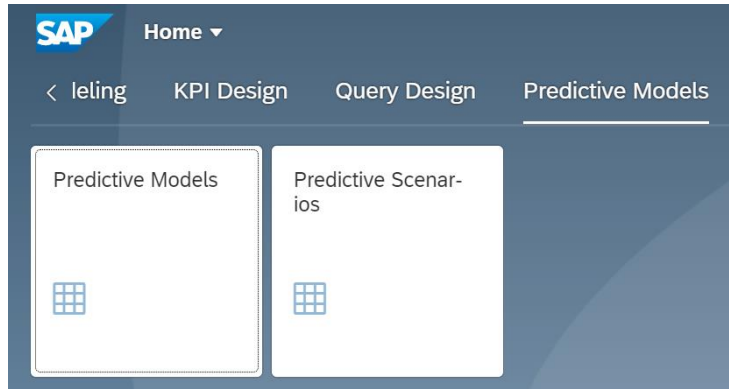 SAP Home
< leling KPI Design Query Design Predictive Models
Predictive Models
Predictive Scenar-
ios